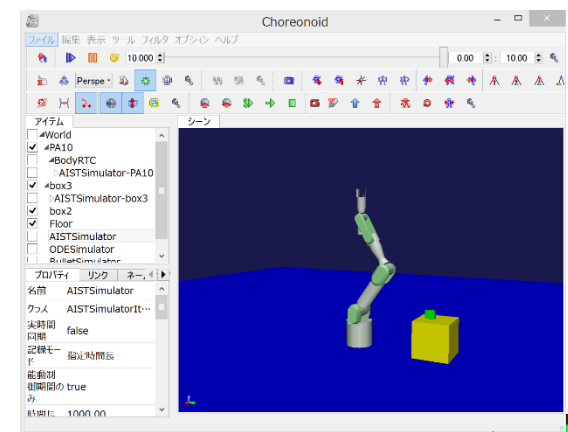 Choreonoid
ファイル 編集 表示 ツール フィルタ オプション ヘルプ
10.000 0.00 : 10.00
Perspe
アイテム シーン
World
PA10
BodyRTC
AISTSimulator-PA10
box3
AISTSimulator-box3
box2
Floor
AISTSimulator
ODESimulator
BulletSimulator
プロパティ リンク ネー
名前 AISTSimulator
クラス AISTSimulatorIt…
実時間
同期 false
記録モー
ド 指定時間長
能動制
御期間の true
み
時間長 1000.00